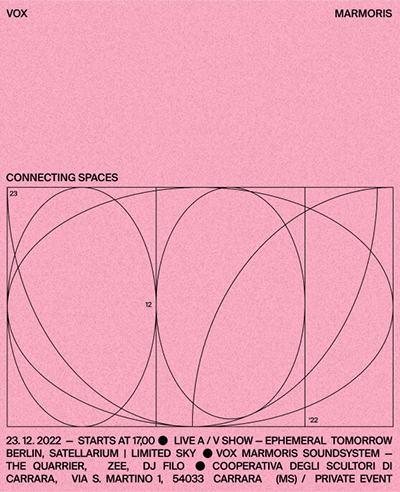 VOX MARMORIS
CONNECTING SPACES
23
12
'22
23. 12. 2022 — STARTS AT 17,00 ● LIVE A / V SHOW — EPHEMERAL TOMORROW
BERLIN, SATELLARIUM | LIMITED SKY ● VOX MARMORIS SOUNDSYSTEM —
THE QUARRIER, ZEE, DJ FILO ● COOPERATIVA DEGLI SCULTORI DI
CARRARA, VIA S. MARTINO 1, 54033 CARRARA (MS) / PRIVATE EVENT